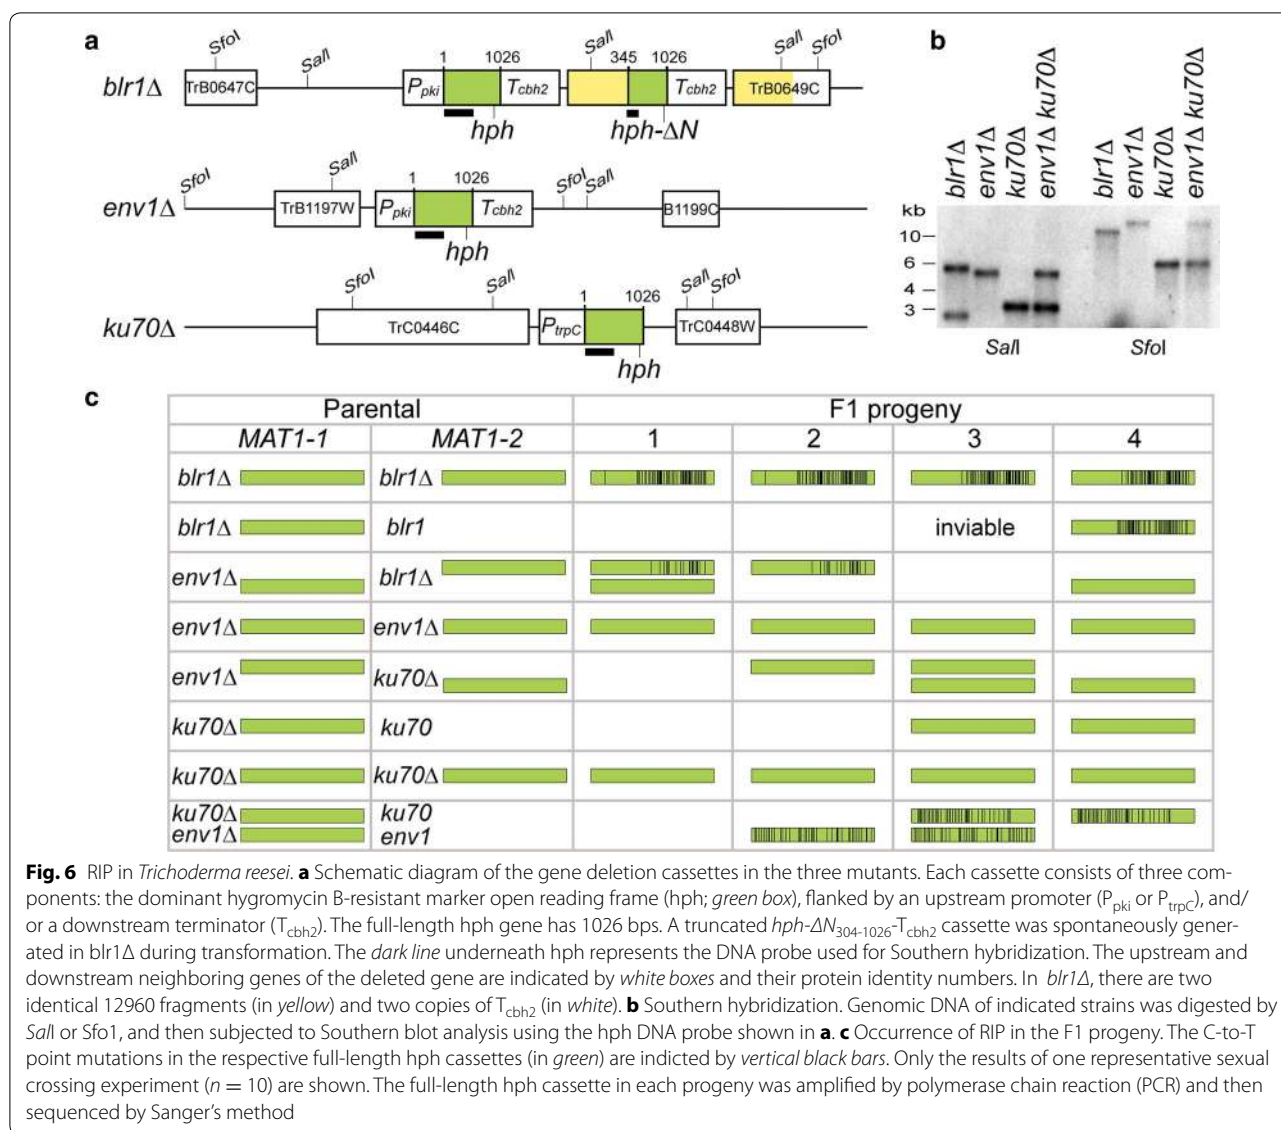 a
b
SfoI SalI 1 1026 SalI 345 1026 SalI SfoI
blr1Δ TrB0647C Ppki Tcbh2 Tcbh2 TrB0649C
hph hph-ΔN
SfoI SalI 1 1026 SfoI SalI
env1Δ TrB1197W Ppki Tcbh2 B1199C
hph
SfoI SalI 1 1026 SalI SfoI
ku70Δ TrC0446C PtrpC TrC0448W
hph
blr1Δ env1Δ ku70Δ env1Δ ku70Δ blr1Δ env1Δ ku70Δ env1Δ ku70Δ
kb
10
6
4
3
SalI SfoI
c
Parental F1 progeny
MAT1-1 MAT1-2 1 2 3 4
blr1Δ blr1Δ
blr1Δ blr1 inviable
env1Δ blr1Δ
env1Δ env1Δ
env1Δ ku70Δ
ku70Δ ku70
ku70Δ ku70Δ
ku70Δ ku70
env1Δ env1
Fig. 6 RIP in Trichoderma reesei. a Schematic diagram of the gene deletion cassettes in the three mutants. Each cassette consists of three com-
ponents: the dominant hygromycin B-resistant marker open reading frame (hph; green box), flanked by an upstream promoter (Ppki or PtrpC), and/
or a downstream terminator (Tcbh2). The full-length hph gene has 1026 bps. A truncated hph-ΔN304-1026-Tcbh2 cassette was spontaneously gener-
ated in blr1Δ during transformation. The dark line underneath hph represents the DNA probe used for Southern hybridization. The upstream and
downstream neighboring genes of the deleted gene are indicated by white boxes and their protein identity numbers. In blr1Δ, there are two
identical 12960 fragments (in yellow) and two copies of Tcbh2 (in white). b Southern hybridization. Genomic DNA of indicated strains was digested by
SalI or Sfo1, and then subjected to Southern blot analysis using the hph DNA probe shown in a. c Occurrence of RIP in the F1 progeny. The C-to-T
point mutations in the respective full-length hph cassettes (in green) are indicted by vertical black bars. Only the results of one representative sexual
crossing experiment (n = 10) are shown. The full-length hph cassette in each progeny was amplified by polymerase chain reaction (PCR) and then
sequenced by Sanger's method